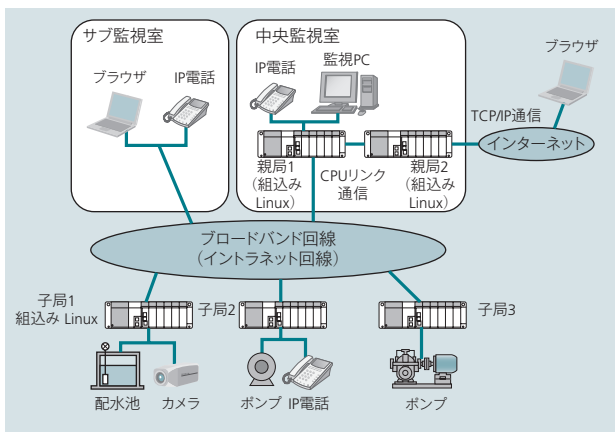 サブ監視室
ブラウザ
IP電話
中央監視室
IP電話
監視PC
親局1
(組込み
Linux)
CPUリンク
通信
親局2
(組込み
Linux)
ブラウザ
TCP/IP通信
インターネット
ブロードバンド回線
(イントラネット回線)
子局1
組込み Linux
子局2
子局3
配水池
カメラ
ポンプ
IP電話
ポンプ